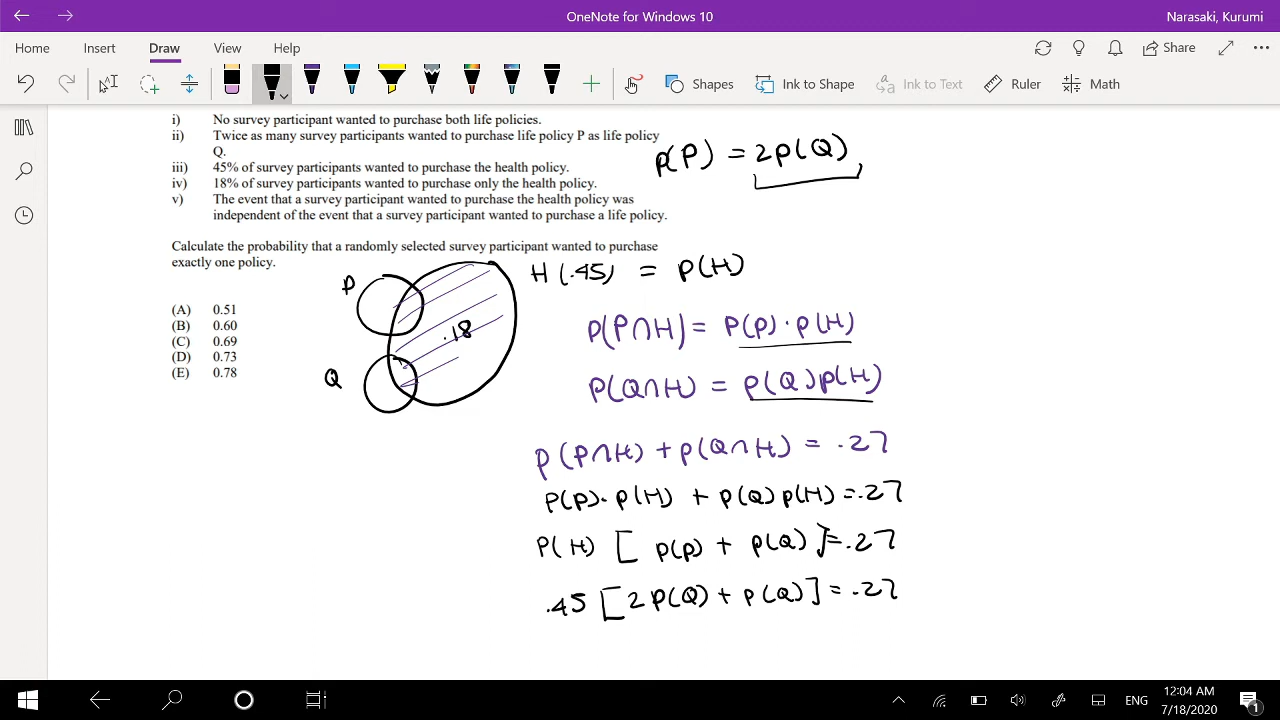 OneNote for Windows 10
Narasaki, Kurumi
Home Insert Draw View Help
Share
Shapes Ink to Shape Ink to Text Ruler Math
i) No survey participant wanted to purchase both life policies.
ii) Twice as many survey participants wanted to purchase life policy P as life policy
Q.
iii) 45% of survey participants wanted to purchase the health policy.
iv) 18% of survey participants wanted to purchase only the health policy.
v) The event that a survey participant wanted to purchase the health policy was
independent of the event that a survey participant wanted to purchase a life policy.
P(P) = 2P(Q)
Calculate the probability that a randomly selected survey participant wanted to purchase
exactly one policy.
(A) 0.51
(B) 0.60
(C) 0.69
(D) 0.73
(E) 0.78
P
Q
.18
H (.45) = P(H)
P(P∩H) = P(P) · P(H)
P(Q∩H) = P(Q)P(H)
P(P∩H) + P(Q∩H) = .27
P(P) · P(H) + P(Q)P(H) = .27
P(H) [P(P) + P(Q)] = .27
.45 [2P(Q) + P(Q)] = .27
ENG
12:04 AM
7/18/2020
1